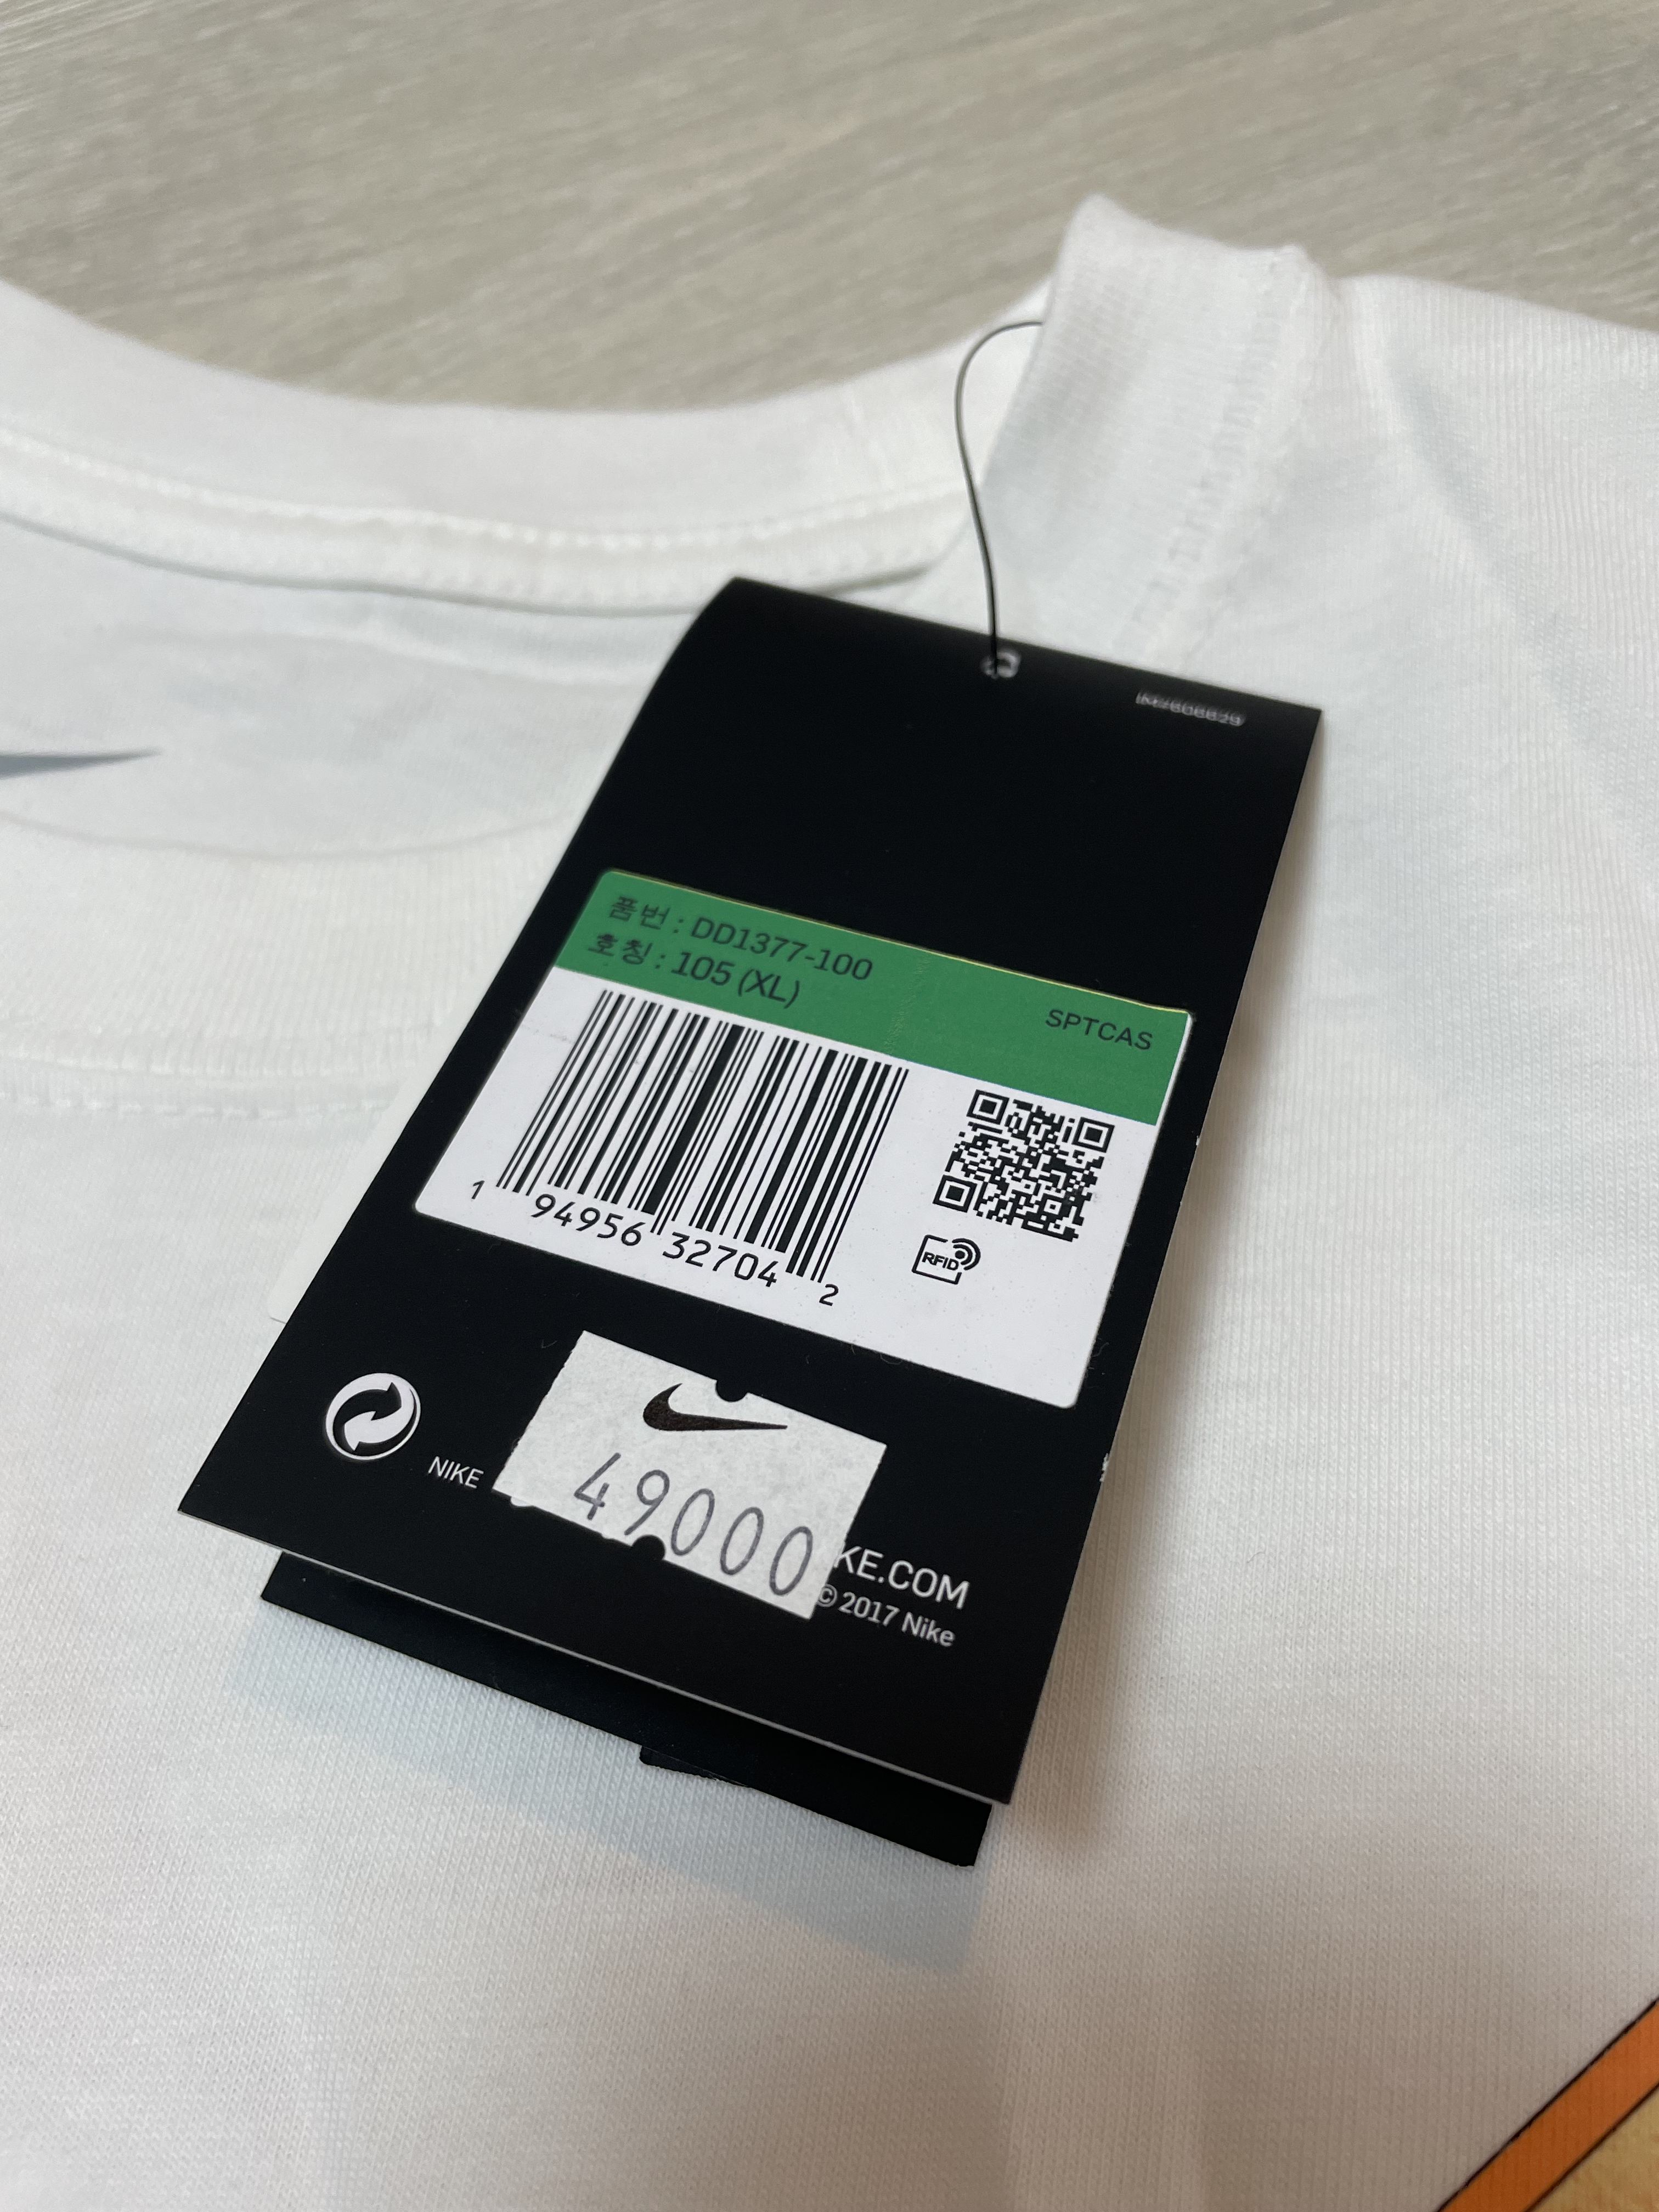 품번 : DD1377-100
호칭 : 105 (XL)
SPTCAS
1 94956 32704 2
RFID
49000
NIKE
KE.COM
© 2017 Nike